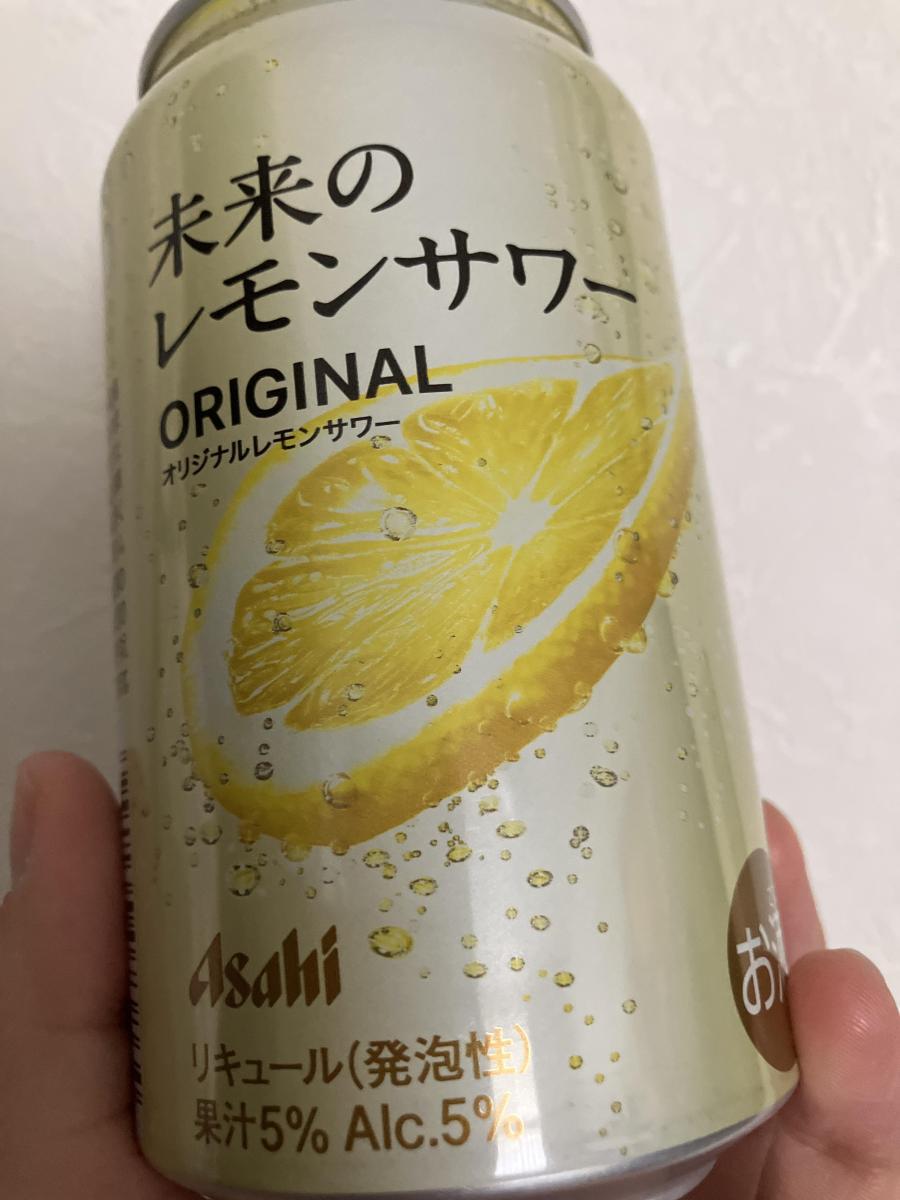 未来の
レモンサワー
ORIGINAL
オリジナルレモンサワー
Asahi
リキュール(発泡性)
果汁5% Alc.5%
お